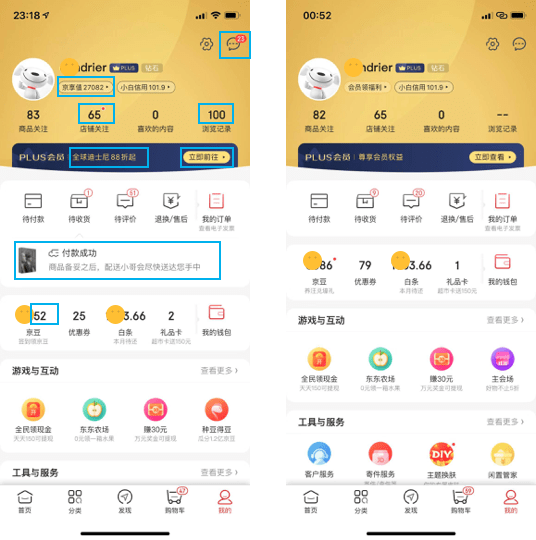 23:18
23
ndrier
PLUS 钻石
京享值27082 小白信用101.9
83 65 0 100
商品关注 店铺关注 喜欢的内容 浏览记录
PLUS会员 全球迪士尼88折起 立即前往
1 51
待付款 待收货 待评价 退换/售后 我的订单
查看电子发票
付款成功
商品备妥之后,配送小哥会尽快送达您手中
52 25 3.66 2
京豆 优惠券 白条 礼品卡 我的钱包
签到领京豆 本月待还 超市卡送150元
游戏与互动 查看更多
全民领现金 东东农场 赚30元 种豆得豆
天天150可提现 0元领一箱水果 万元奖金可提现 瓜分1.2亿京豆
工具与服务 查看更多
47
首页 分类 发现 购物车 我的
00:52
ndrier
PLUS 钻石
会员领福利 小白信用101.9
82 65 0 --
商品关注 店铺关注 喜欢的内容 浏览记录
PLUS会员 尊享会员权益 立即查看
9 20
待付款 待收货 待评价 退换/售后 我的订单
查看电子发票
86 79 3.66 1
京豆 优惠券 白条 礼品卡 我的钱包
本月待还 超市卡送150元
游戏与互动 查看更多
全民领现金 东东农场 赚30元 主会场
天天150可提现 0元领一箱水果 万元奖金可提现 好物不止5折
工具与服务 查看更多
DIY
客户服务 寄件服务 主题换肤 闲置管家
59
首页 分类 发现 购物车 我的